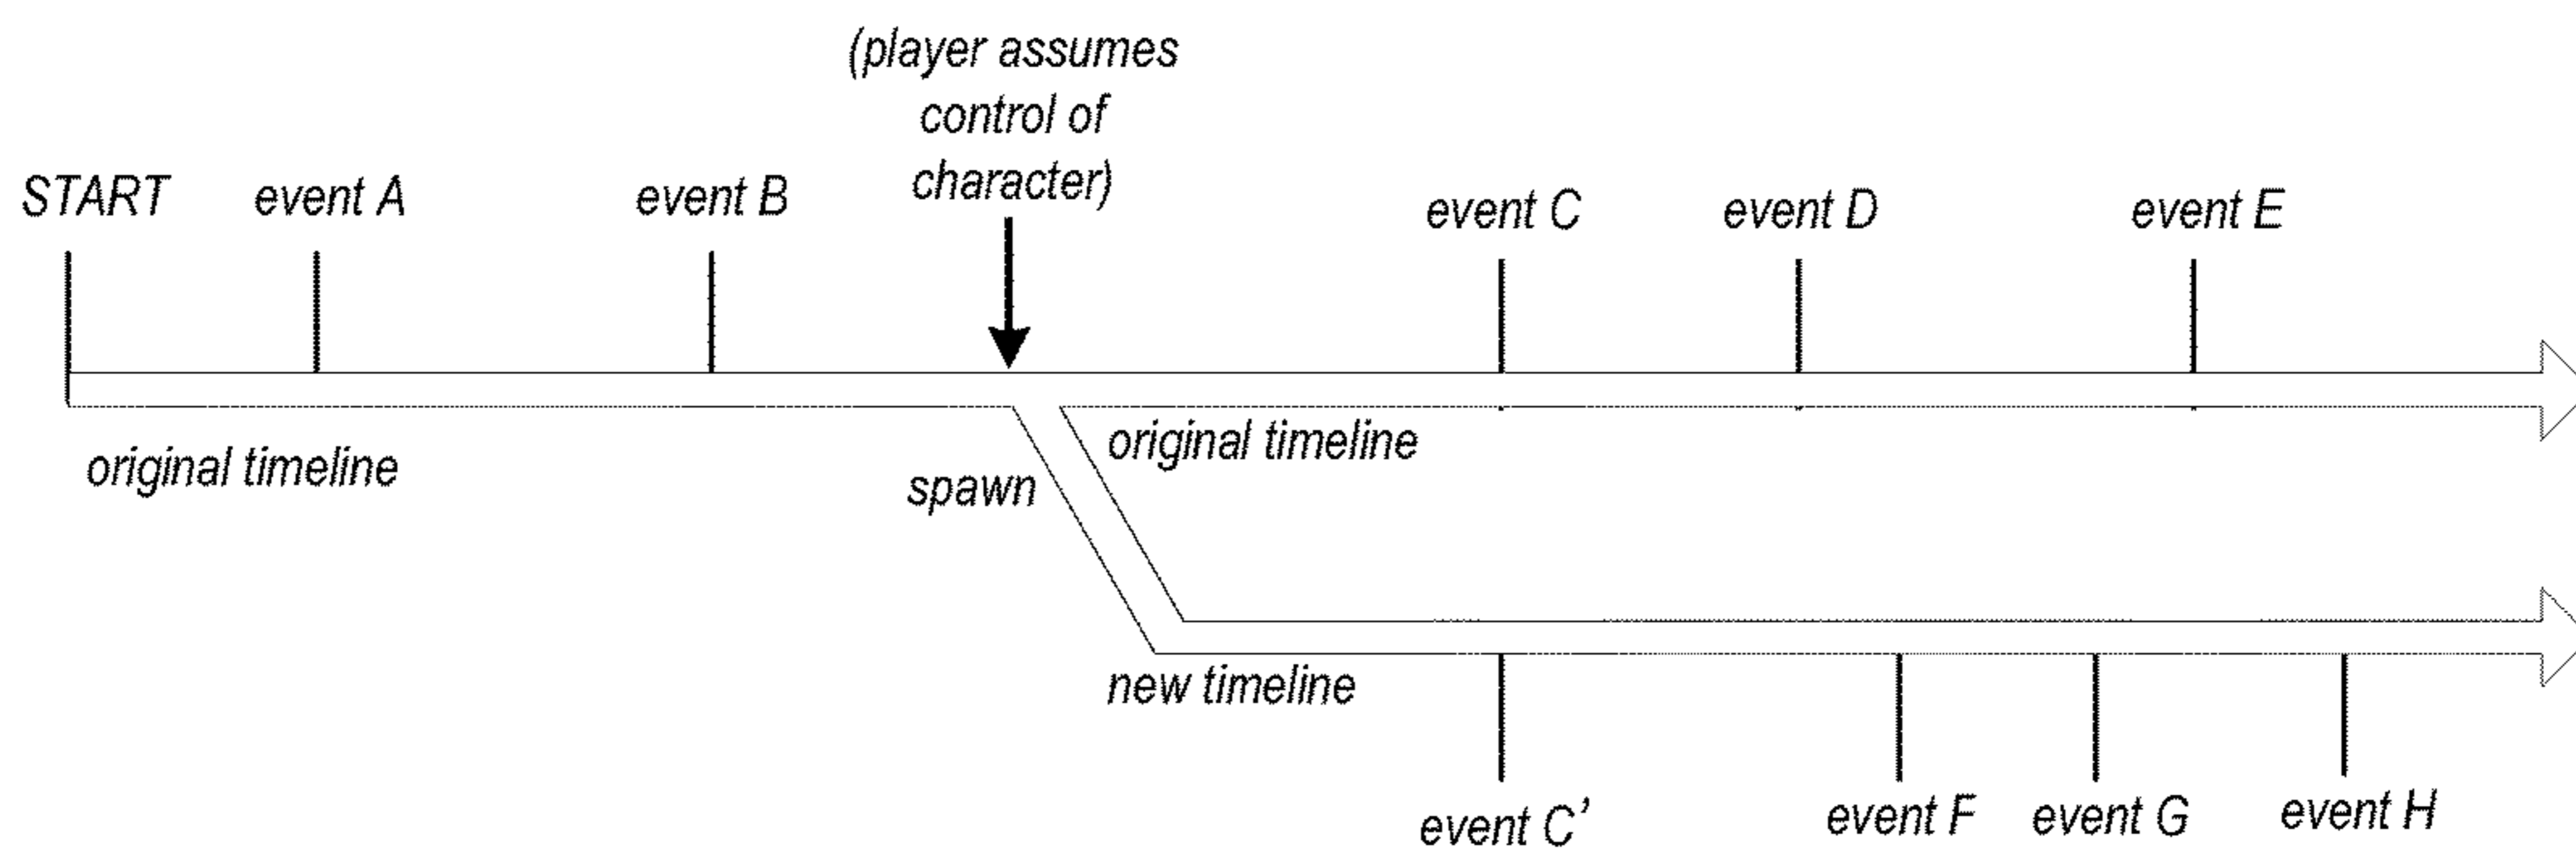 (player assumes
control of
character)
START
event A
event B
event C
event D
event E
original timeline
original timeline
spawn
new timeline
event C’
event F
event G
event H